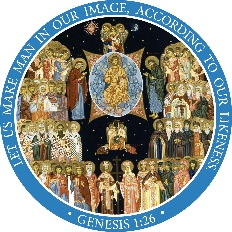 LET US MAKE MAN IN OUR IMAGE, ACCORDING TO OUR LIKENESS.
• GENESIS 1:26 •